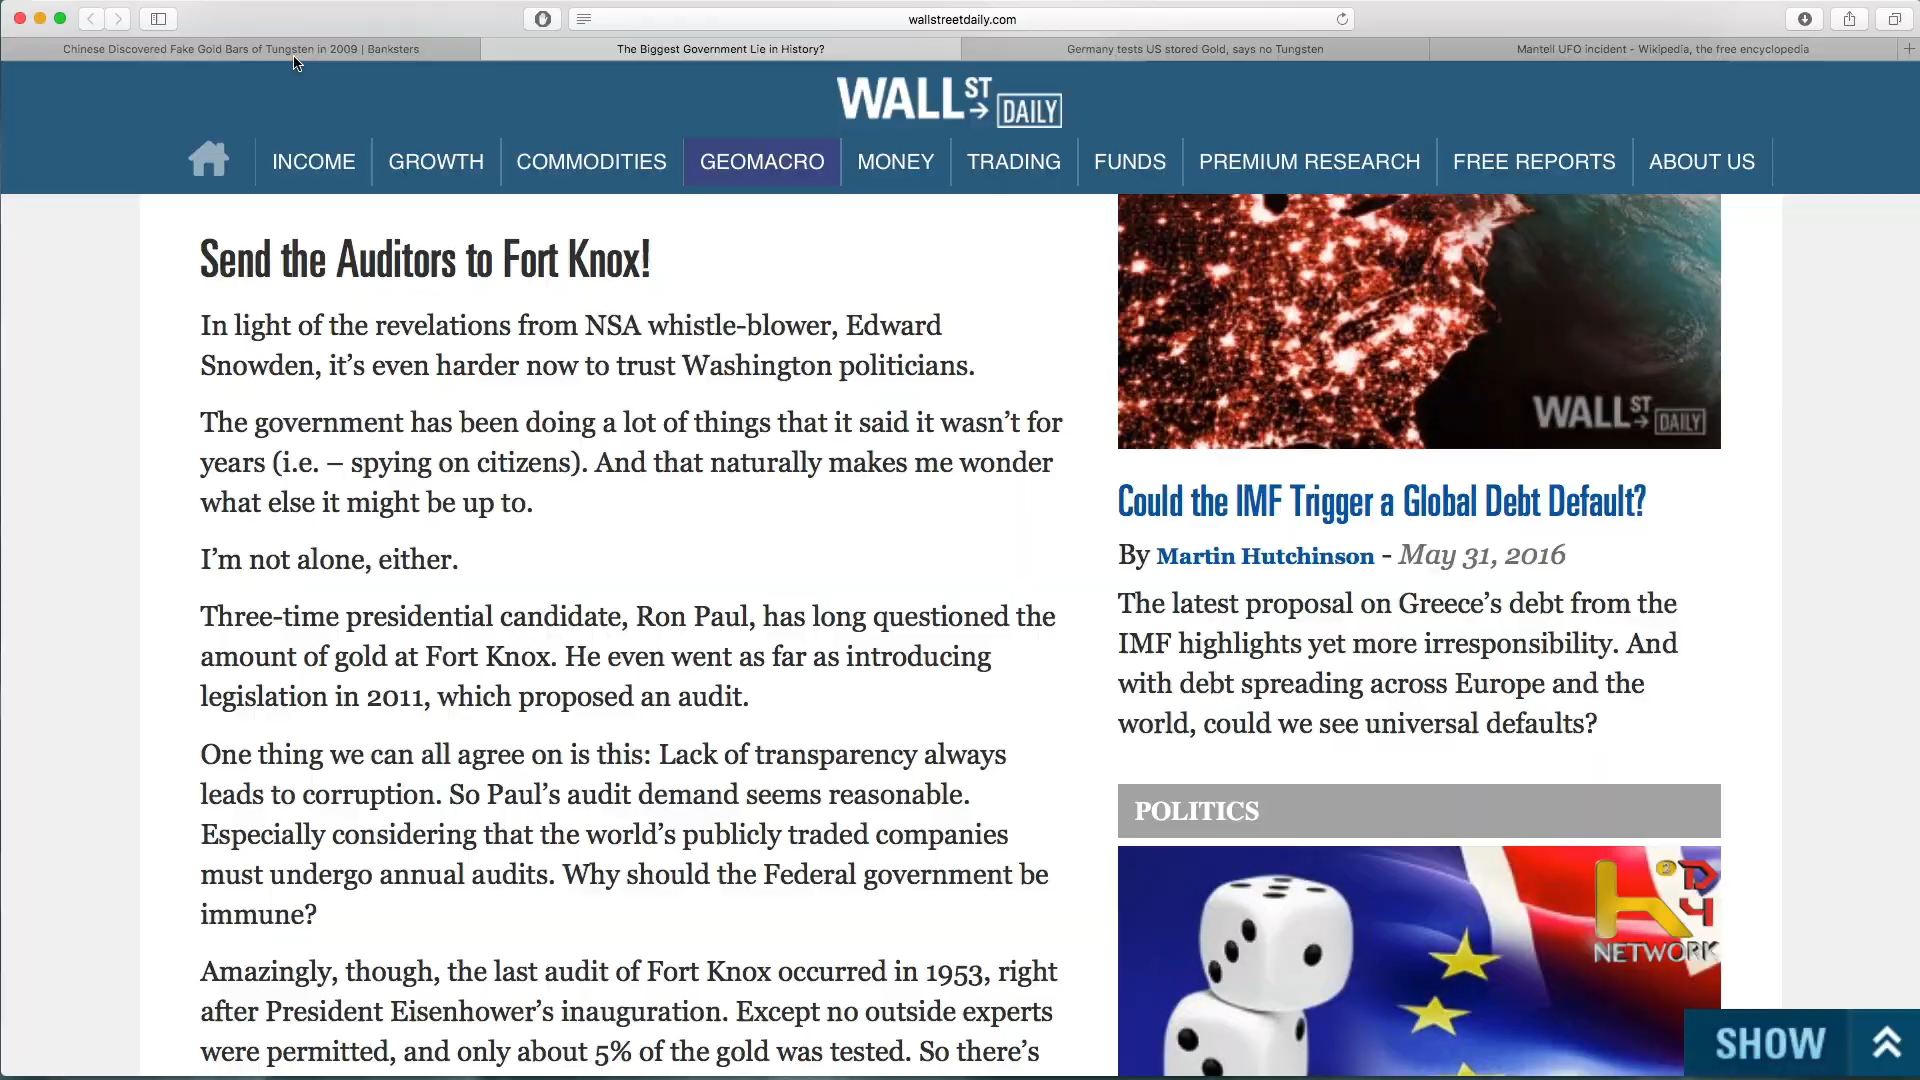 wallstreetdaily.com
Chinese Discovered Fake Gold Bars of Tungsten in 2009 | Banksters
The Biggest Government Lie in History?
Germany tests US stored Gold, says no Tungsten
Mantell UFO incident - Wikipedia, the free encyclopedia
WALL ST DAILY
INCOME
GROWTH
COMMODITIES
GEOMACRO
MONEY
TRADING
FUNDS
PREMIUM RESEARCH
FREE REPORTS
ABOUT US
Send the Auditors to Fort Knox!
In light of the revelations from NSA whistle-blower, Edward
Snowden, it’s even harder now to trust Washington politicians.
The government has been doing a lot of things that it said it wasn’t for
years (i.e. – spying on citizens). And that naturally makes me wonder
what else it might be up to.
I’m not alone, either.
Three-time presidential candidate, Ron Paul, has long questioned the
amount of gold at Fort Knox. He even went as far as introducing
legislation in 2011, which proposed an audit.
One thing we can all agree on is this: Lack of transparency always
leads to corruption. So Paul’s audit demand seems reasonable.
Especially considering that the world’s publicly traded companies
must undergo annual audits. Why should the Federal government be
immune?
Amazingly, though, the last audit of Fort Knox occurred in 1953, right
after President Eisenhower’s inauguration. Except no outside experts
were permitted, and only about 5% of the gold was tested. So there’s
WALL ST DAILY
Could the IMF Trigger a Global Debt Default?
By Martin Hutchinson - May 31, 2016
The latest proposal on Greece’s debt from the
IMF highlights yet more irresponsibility. And
with debt spreading across Europe and the
world, could we see universal defaults?
POLITICS
NETWORK
SHOW